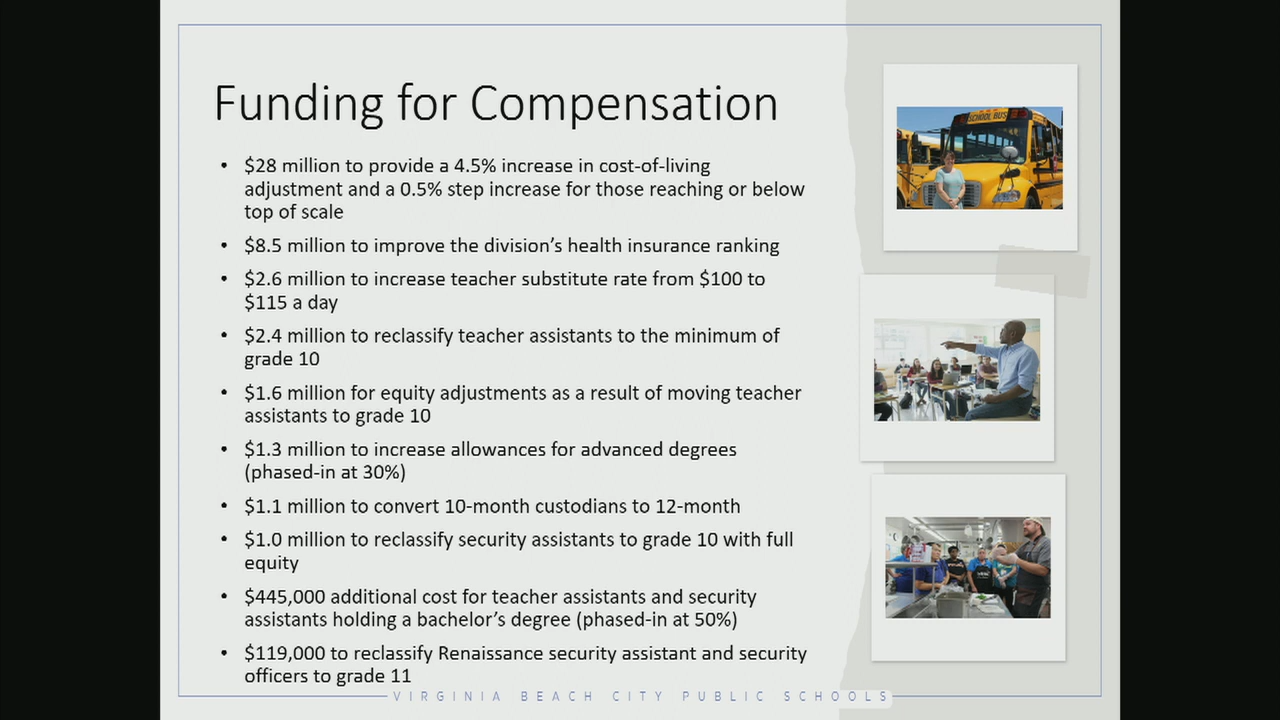 Funding for Compensation
• $28 million to provide a 4.5% increase in cost-of-living
adjustment and a 0.5% step increase for those reaching or below
top of scale
• $8.5 million to improve the division's health insurance ranking
• $2.6 million to increase teacher substitute rate from $100 to
$115 a day
• $2.4 million to reclassify teacher assistants to the minimum of
grade 10
• $1.6 million for equity adjustments as a result of moving teacher
assistants to grade 10
• $1.3 million to increase allowances for advanced degrees
(phased-in at 30%)
• $1.1 million to convert 10-month custodians to 12-month
• $1.0 million to reclassify security assistants to grade 10 with full
equity
• $445,000 additional cost for teacher assistants and security
assistants holding a bachelor's degree (phased-in at 50%)
• $119,000 to reclassify Renaissance security assistant and security
officers to grade 11
VIRGINIA BEACH CITY PUBLIC SCHOOLS
SCHOOL BUS